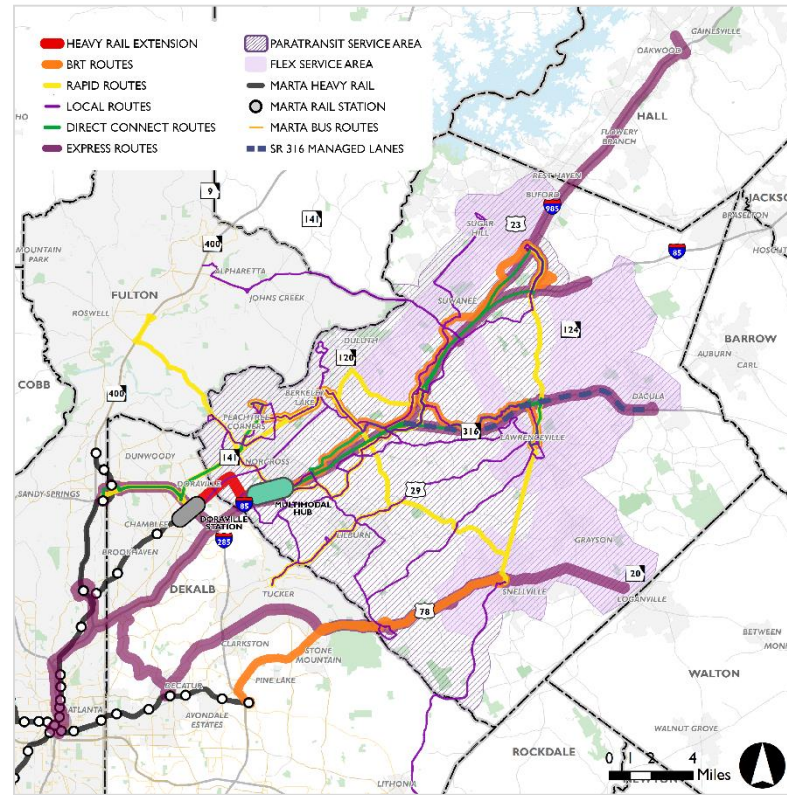 HEAVY RAIL EXTENSION
BRT ROUTES
RAPID ROUTES
LOCAL ROUTES
DIRECT CONNECT ROUTES
EXPRESS ROUTES
PARATRANSIT SERVICE AREA
FLEX SERVICE AREA
MARTA HEAVY RAIL
MARTA RAIL STATION
MARTA BUS ROUTES
SR 316 MANAGED LANES
GAINESVILLE
OAKWOOD
HALL
FLOWERY
BRANCH
REST HAVEN
BUFORD
985
JACKS
BRASELTON
HOSCHT
85
9
141
400
23
SUGAR
HILL
MOUNTAIN
PARK
FULTON
ALPHARETTA
JOHNS CREEK
ROSWELL
SUWANEE
124
BARROW
AUBURN
CARL
COBB
DULUTH
120
BERKELEY
LAKE
DACULA
400
PEACHTREE
CORNERS
316
LAWRENCEVILLE
DUNWOODY
141
NORCROSS
SANDY SPRINGS
DORAVILLE
29
CHAMBLEE
DORAVILLE
STATION
85
MULTIMODAL
HUB
285
BROOKHAVEN
LILBURN
GRAYSON
DEKALB
TUCKER
SNELLVILLE
20
LOGANVILLE
78
CLARKSTON
STONE
MOUNTAIN
BETWEEN
MON
PINE LAKE
WALTON
DECATUR
ATLANTA
AVONDALE
ESTATES
WALNUT GROVE
ROCKDALE
LITHONIA
4 2 0 4
Miles